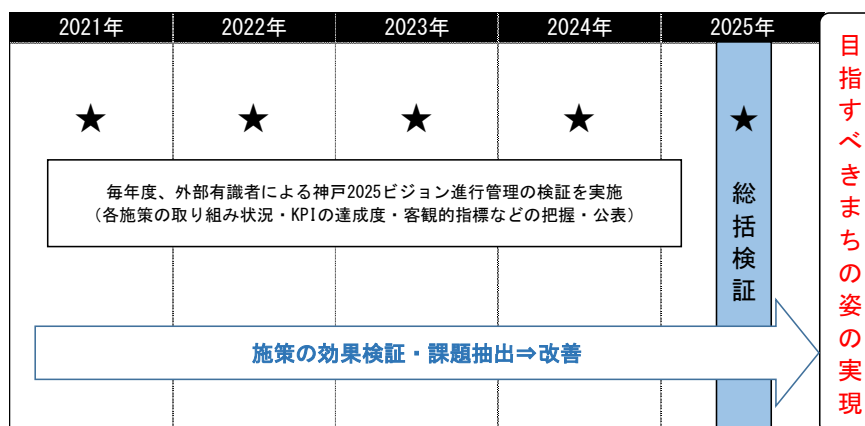 2021年 2022年 2023年 2024年 2025年
★ ★ ★ ★ ★
毎年度、外部有識者による神戸2025ビジョン進行管理の検証を実施
（各施策の取り組み状況・KPIの達成度・客観的指標などの把握・公表）
総括検証
施策の効果検証・課題抽出⇒改善
目指すべきまちの姿の実現